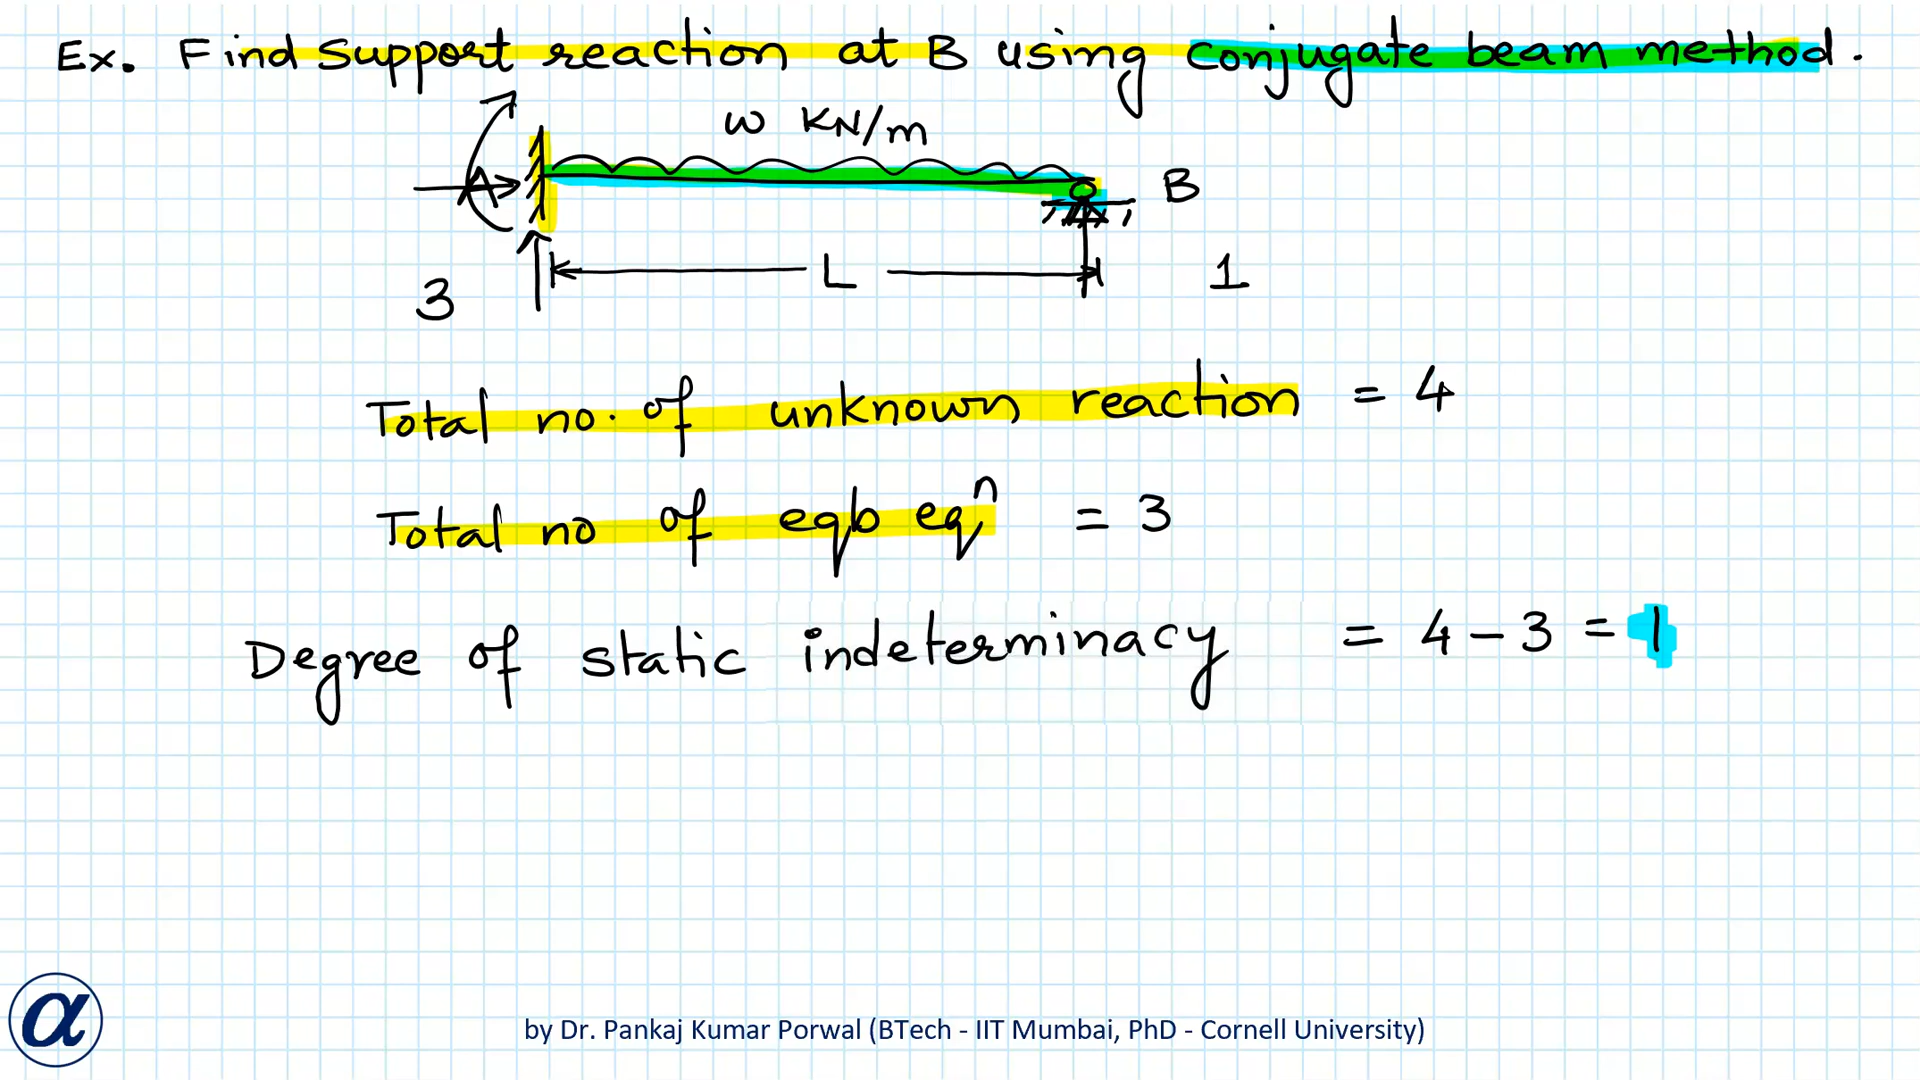 Ex. Find support reaction at B using conjugate beam method.
w KN/m
A
B
3
L
1
Total no. of unknown reaction = 4
Total no of eqb eqⁿ = 3
Degree of static indeterminacy = 4 - 3 = 1
α
by Dr. Pankaj Kumar Porwal (BTech - IIT Mumbai, PhD - Cornell University)